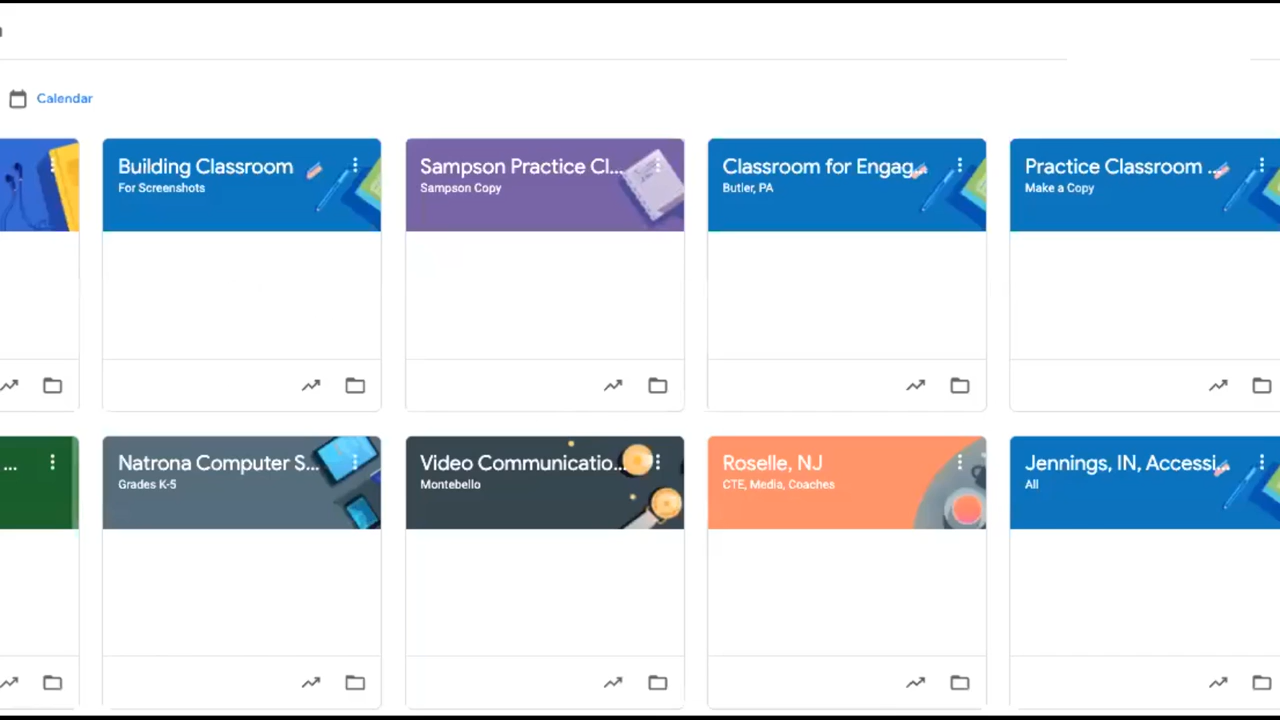 Calendar
Building Classroom
For Screenshots
Sampson Practice Cl...
Sampson Copy
Classroom for Engag...
Butler, PA
Practice Classroom ...
Make a Copy
...
Natrona Computer S...
Grades K-5
Video Communicatio...
Montebello
Roselle, NJ
CTE, Media, Coaches
Jennings, IN, Accessi...
All